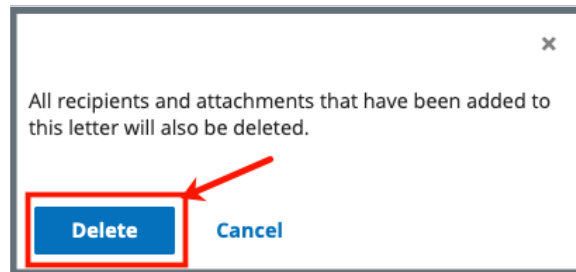 All recipients and attachments that have been added to
this letter will also be deleted.
Delete Cancel